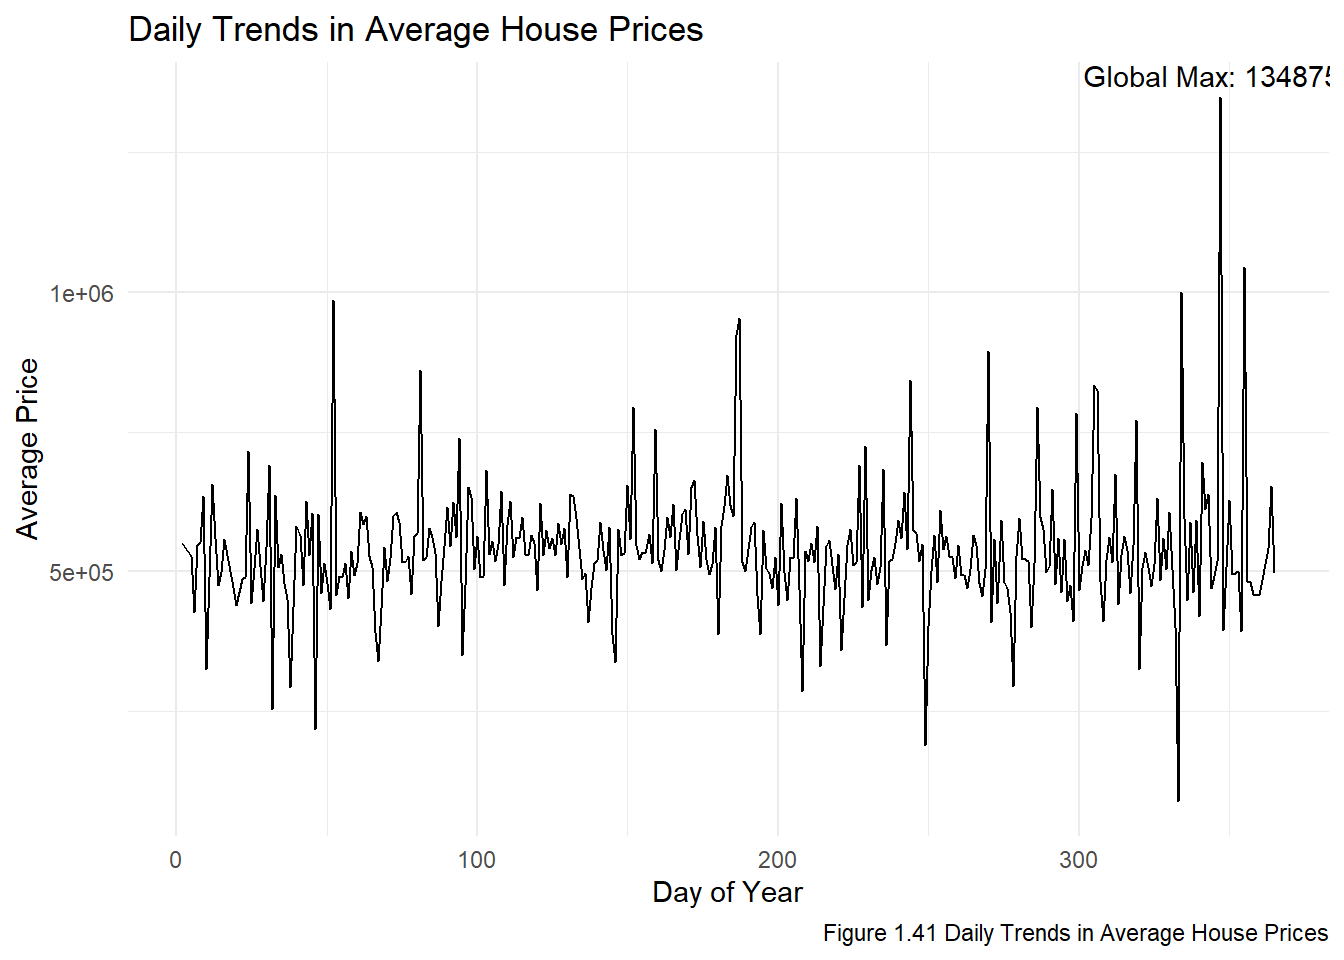 Daily Trends in Average House Prices
Global Max: 134875
1e+06
5e+05
Average Price
0 100 200 300
Day of Year
Figure 1.41 Daily Trends in Average House Prices